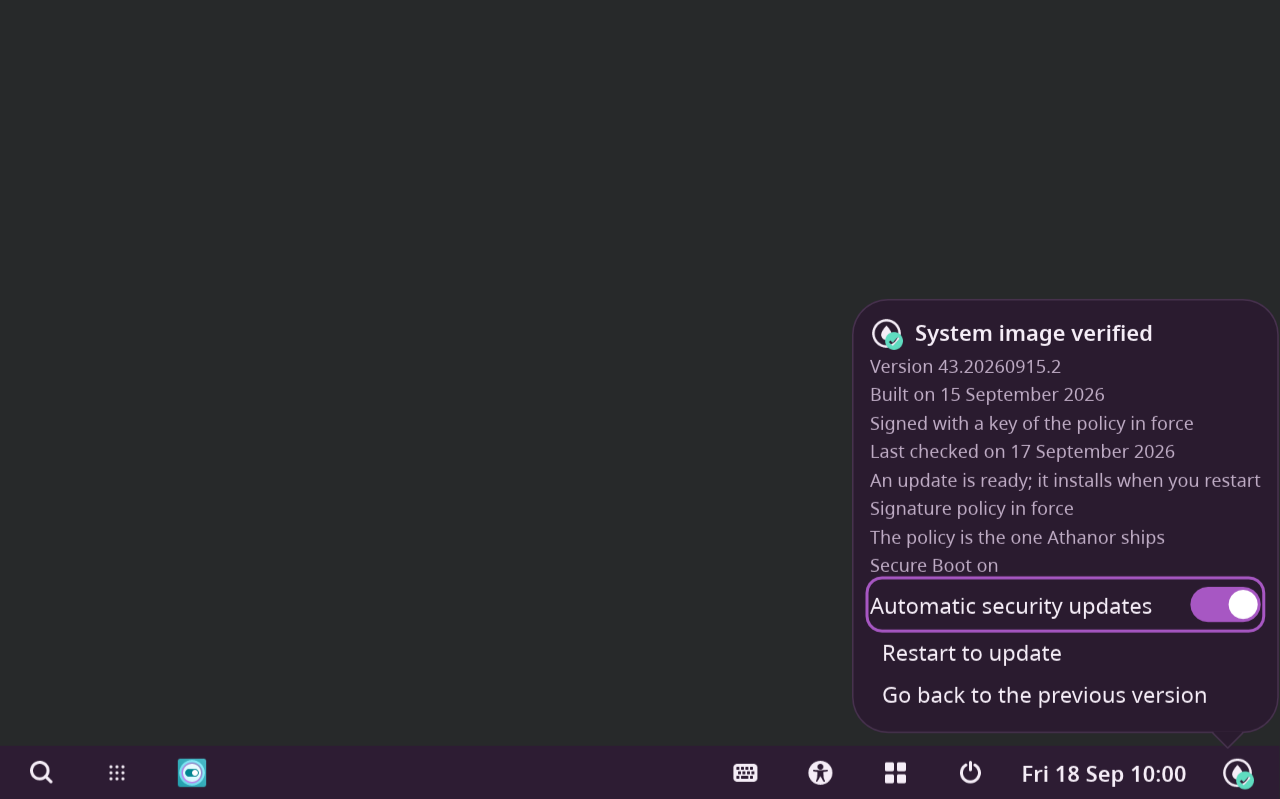 System image verified
Version 43.20260915.2
Built on 15 September 2026
Signed with a key of the policy in force
Last checked on 17 September 2026
An update is ready; it installs when you restart
Signature policy in force
The policy is the one Athanor ships
Secure Boot on
Automatic security updates
Restart to update
Go back to the previous version
Fri 18 Sep 10:00